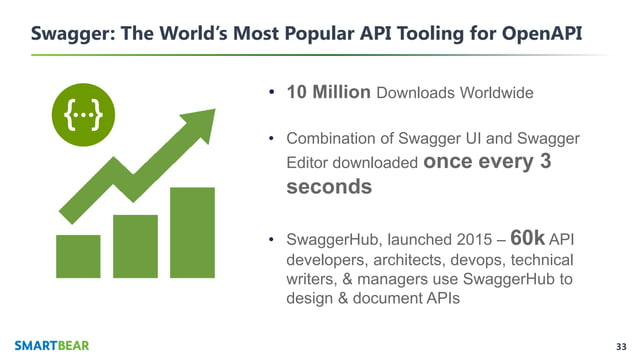 Swagger: The World's Most Popular API Tooling for OpenAPI
{···}
• 10 Million Downloads Worldwide
• Combination of Swagger UI and Swagger
Editor downloaded once every 3
seconds
• SwaggerHub, launched 2015 – 60k API
developers, architects, devops, technical
writers, & managers use SwaggerHub to
design & document APIs
SMARTBEAR
33